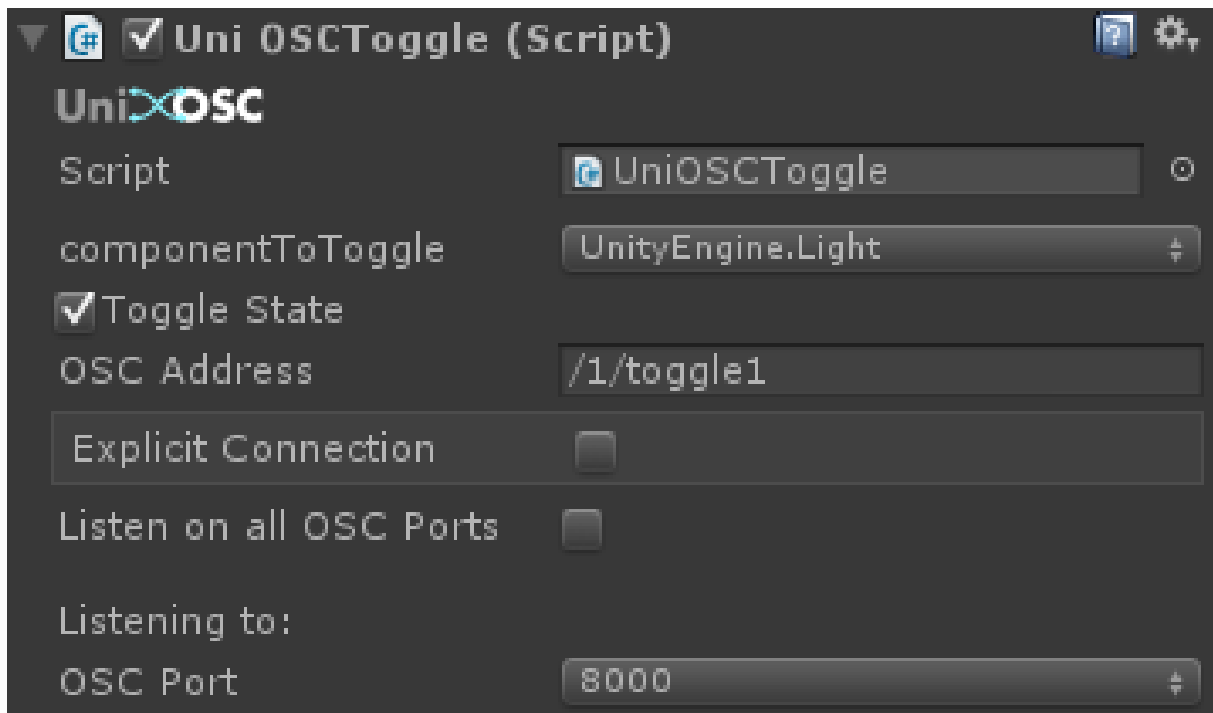 Uni OSCToggle (Script)
UniOSC
Script UniOSCToggle
componentToToggle UnityEngine.Light
Toggle State
OSC Address /1/toggle1
Explicit Connection
Listen on all OSC Ports
Listening to:
OSC Port 8000